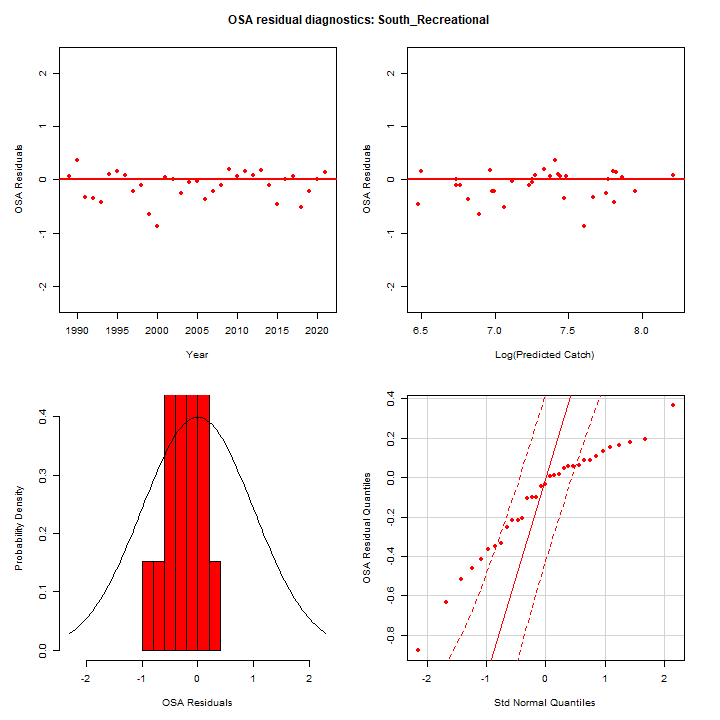 OSA residual diagnostics: South_Recreational
OSA Residuals
2
1
0
-1
-2
1990 1995 2000 2005 2010 2015 2020
Year
OSA Residuals
2
1
0
-1
-2
6.5 7.0 7.5 8.0
Log(Predicted Catch)
Probability Density
0.4
0.3
0.2
0.1
0.0
-2 -1 0 1 2
OSA Residuals
OSA Residual Quantiles
0.4
0.2
0.0
-0.2
-0.4
-0.6
-0.8
-2 -1 0 1 2
Std Normal Quantiles